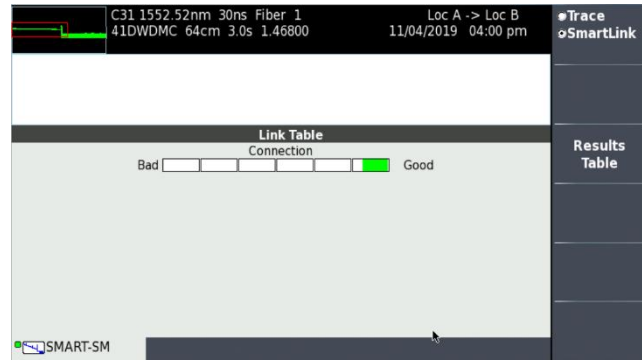 C31 1552.52nm 30ns Fiber 1
41DWDMC 64cm 3.0s 1.46800
Loc A -> Loc B
11/04/2019 04:00 pm
Trace
SmartLink
Link Table
Connection
Bad
Good
Results
Table
SMART-SM